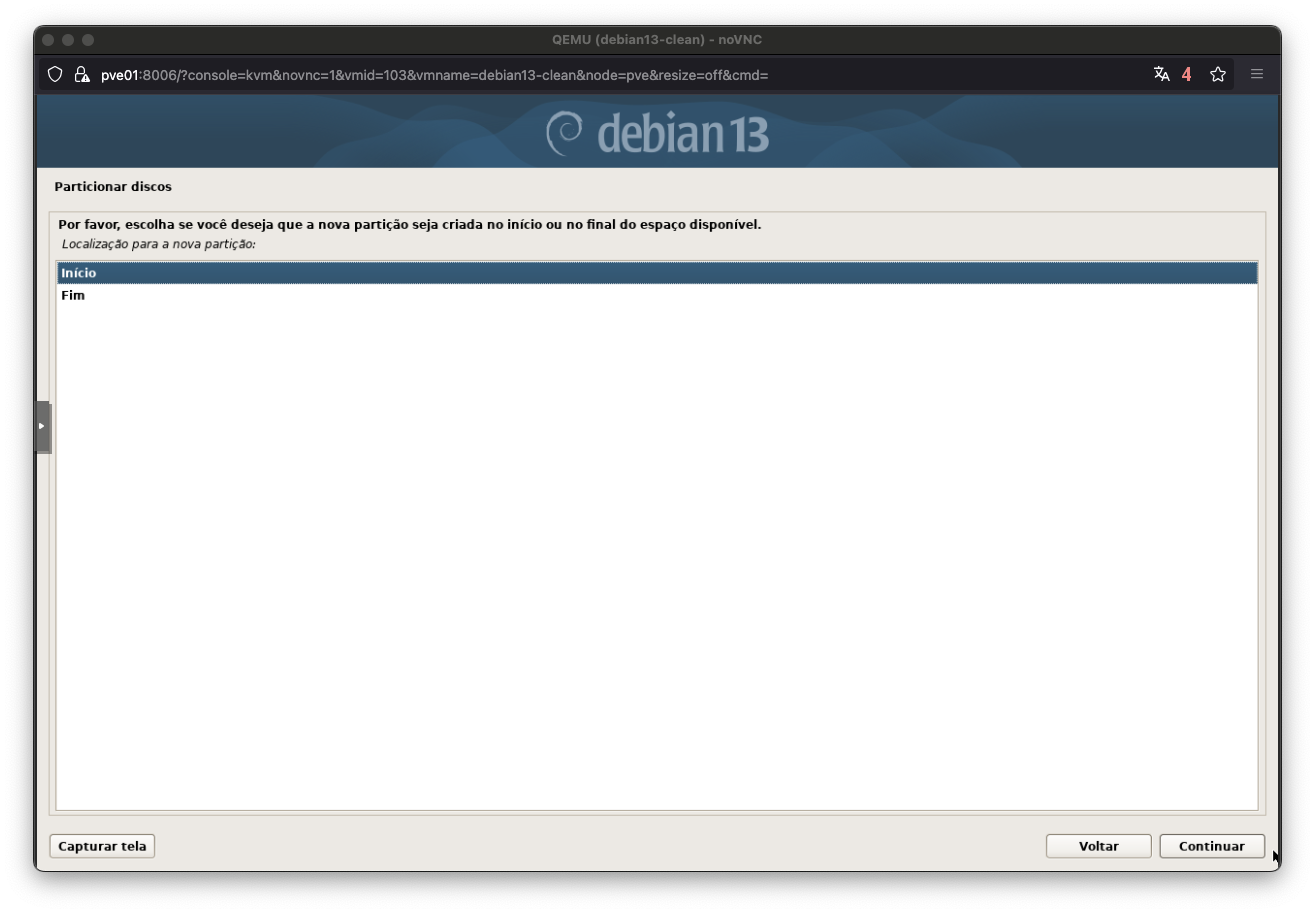 QEMU (debian13-clean) - noVNC
pve01:8006/?console=kvm&novnc=1&vmid=103&vmname=debian13-clean&node=pve&resize=off&cmd=
4
debian 13
Particionar discos
Por favor, escolha se você deseja que a nova partição seja criada no início ou no final do espaço disponível.
Localização para a nova partição:
Início
Fim
Capturar tela
Voltar
Continuar